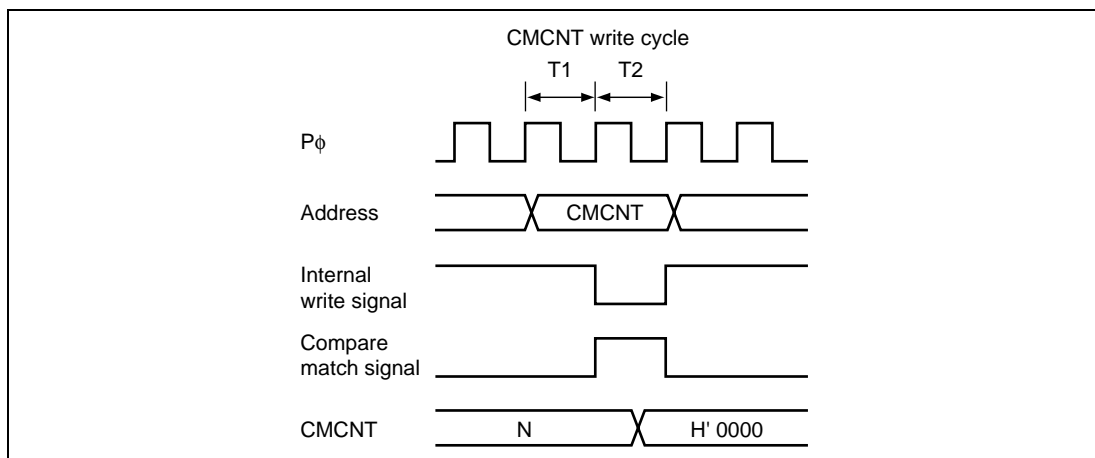 CMCNT write cycle
T1 T2
Pϕ
Address CMCNT
Internal
write signal
Compare
match signal
CMCNT N H' 0000